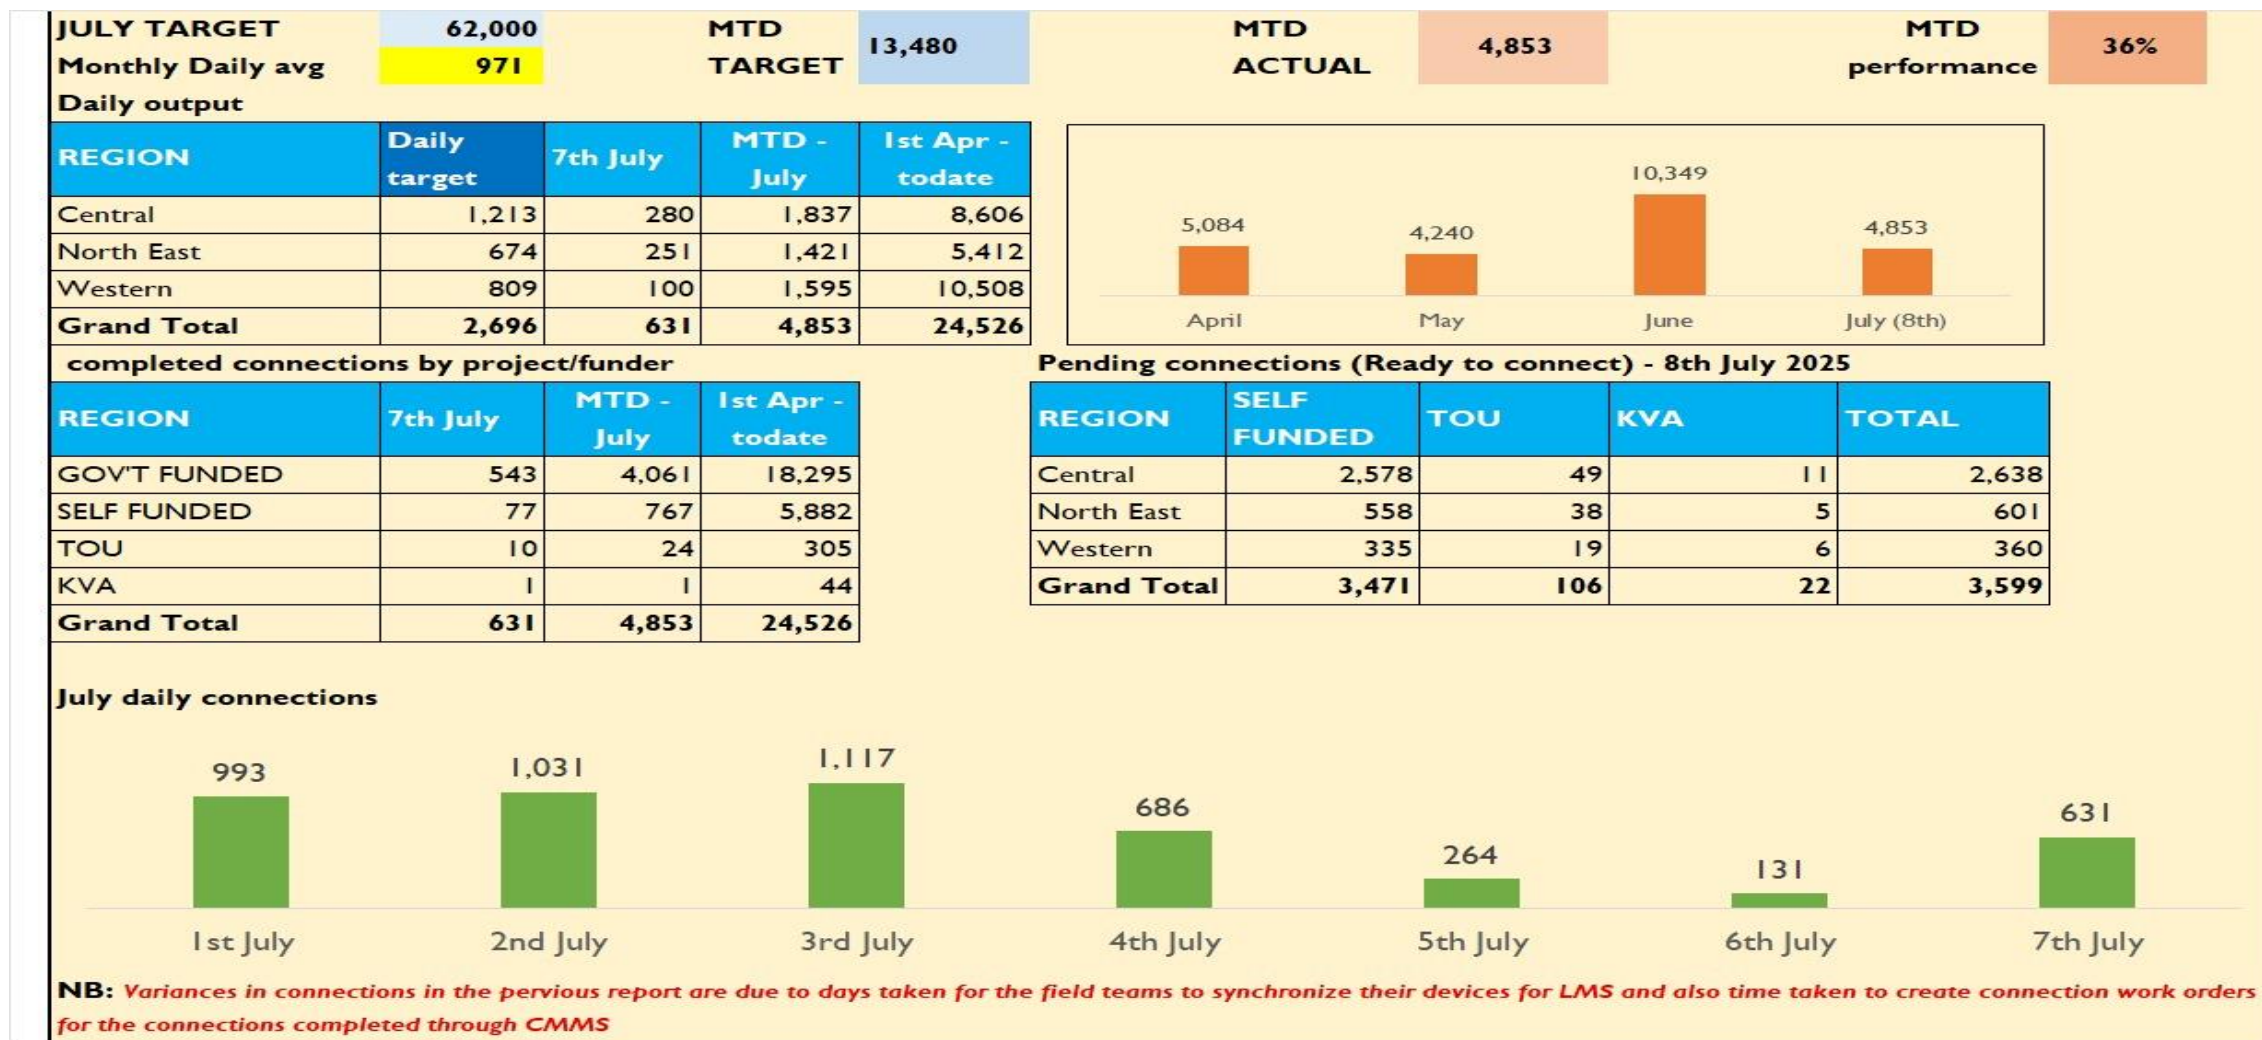 JULY TARGET 62,000 MTD TARGET 13,480 MTD ACTUAL 4,853 MTD performance 36%
Monthly Daily avg 971
Daily output
REGION Daily target 7th July MTD - July 1st Apr - todate
Central 1,213 280 1,837 8,606
North East 674 251 1,421 5,412
Western 809 100 1,595 10,508
Grand Total 2,696 631 4,853 24,526
5,084 4,240 10,349 4,853
April May June July (8th)
completed connections by project/funder
REGION 7th July MTD - July 1st Apr - todate
GOV'T FUNDED 543 4,061 18,295
SELF FUNDED 77 767 5,882
TOU 10 24 305
KVA 1 1 44
Grand Total 631 4,853 24,526
Pending connections (Ready to connect) - 8th July 2025
REGION SELF FUNDED TOU KVA TOTAL
Central 2,578 49 11 2,638
North East 558 38 5 601
Western 335 19 6 360
Grand Total 3,471 106 22 3,599
July daily connections
993 1,031 1,117 686 264 131 631
1st July 2nd July 3rd July 4th July 5th July 6th July 7th July
NB: Variances in connections in the pervious report are due to days taken for the field teams to synchronize their devices for LMS and also time taken to create connection work orders
for the connections completed through CMMS